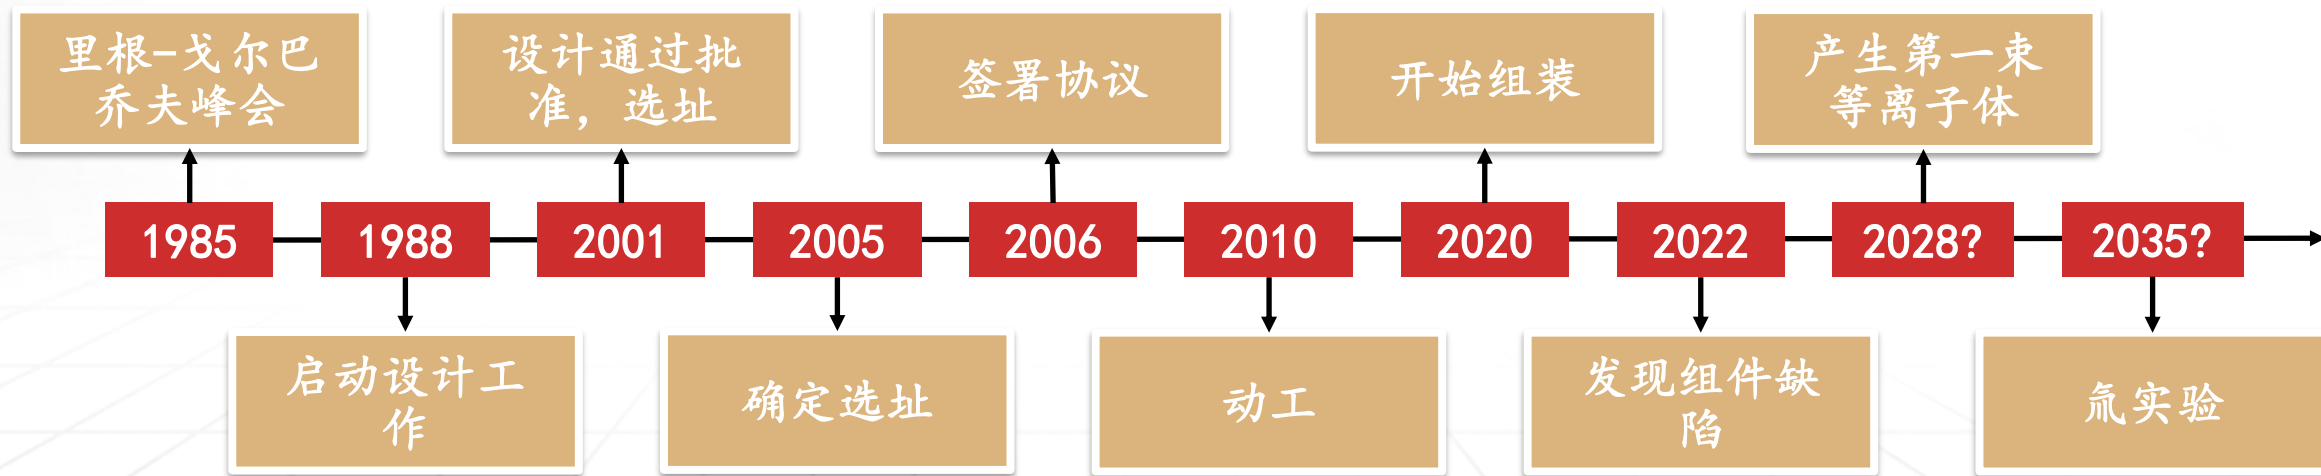 里根-戈尔巴
乔夫峰会
设计通过批
准，选址
签署协议
开始组装
产生第一束
等离子体
1985
1988
2001
2005
2006
2010
2020
2022
2028?
2035?
启动设计工
作
确定选址
动工
发现组件缺
陷
氚实验